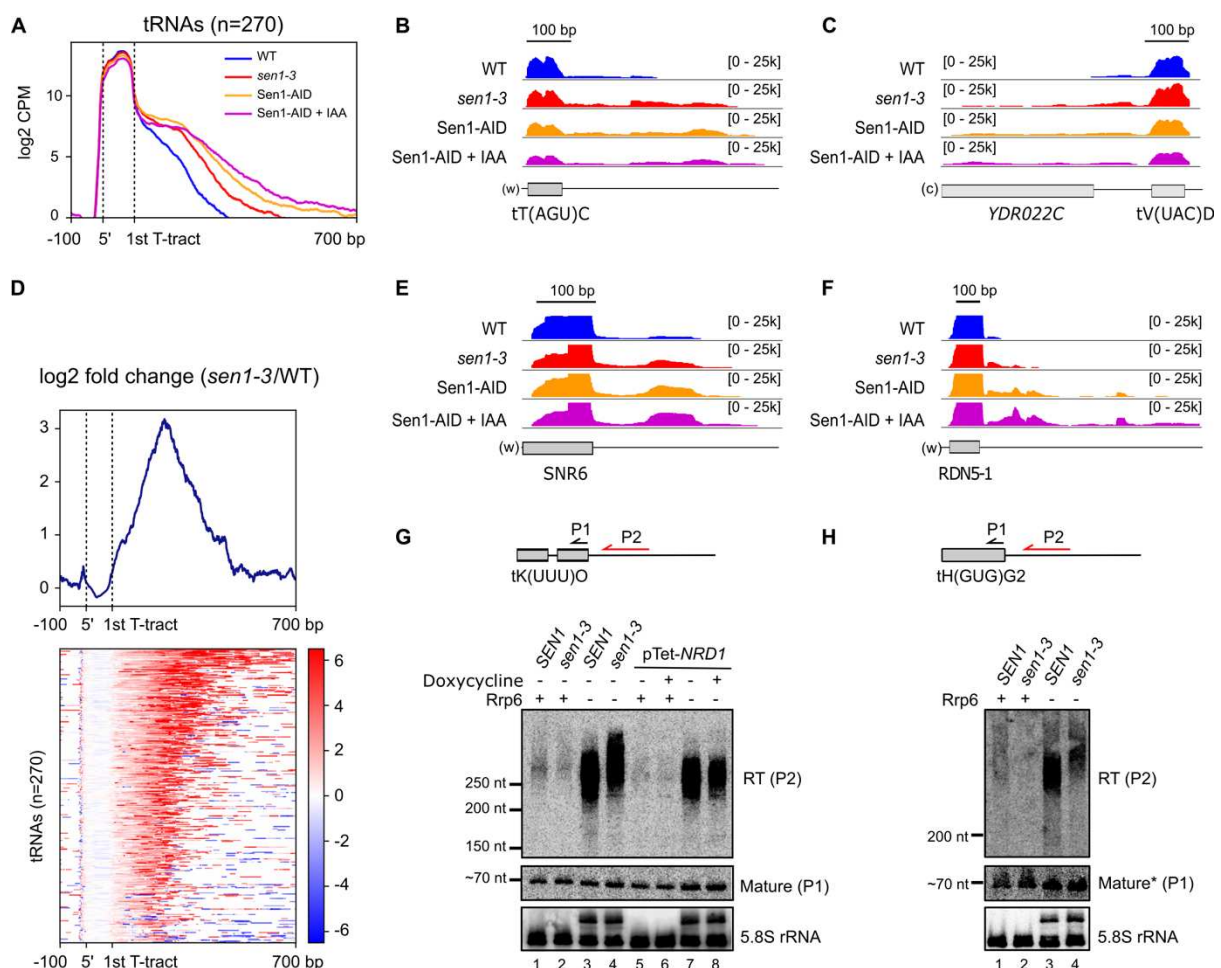 A
tRNAs (n=270)
log2 CPM
10
5
0
WT
sen1-3
Sen1-AID
Sen1-AID + IAA
-100 5' 1st T-tract 700 bp
B
100 bp
WT [0 - 25k]
sen1-3 [0 - 25k]
Sen1-AID [0 - 25k]
Sen1-AID + IAA [0 - 25k]
(w)
tT(AGU)C
C
100 bp
WT [0 - 25k]
sen1-3 [0 - 25k]
Sen1-AID [0 - 25k]
Sen1-AID + IAA [0 - 25k]
(c)
YDR022C tV(UAC)D
D
log2 fold change (sen1-3/WT)
3
2
1
0
-100 5' 1st T-tract 700 bp
tRNAs (n=270)
6
4
2
0
-2
-4
-6
-100 5' 1st T-tract 700 bp
E
100 bp
WT [0 - 25k]
sen1-3 [0 - 25k]
Sen1-AID [0 - 25k]
Sen1-AID + IAA [0 - 25k]
(w)
SNR6
F
100 bp
WT [0 - 25k]
sen1-3 [0 - 25k]
Sen1-AID [0 - 25k]
Sen1-AID + IAA [0 - 25k]
(w)
RDN5-1
G
P1 P2
tK(UUU)O
SEN1 sen1-3 SEN1 sen1-3 pTet-NRD1
Doxycycline - - - - - + - +
Rrp6 + + - - + + - -
250 nt
200 nt
150 nt
RT (P2)
~70 nt Mature (P1)
5.8S rRNA
1 2 3 4 5 6 7 8
H
P1 P2
tH(GUG)G2
SEN1 sen1-3 SEN1 sen1-3
Rrp6 + + - -
RT (P2)
200 nt
~70 nt Mature* (P1)
5.8S rRNA
1 2 3 4